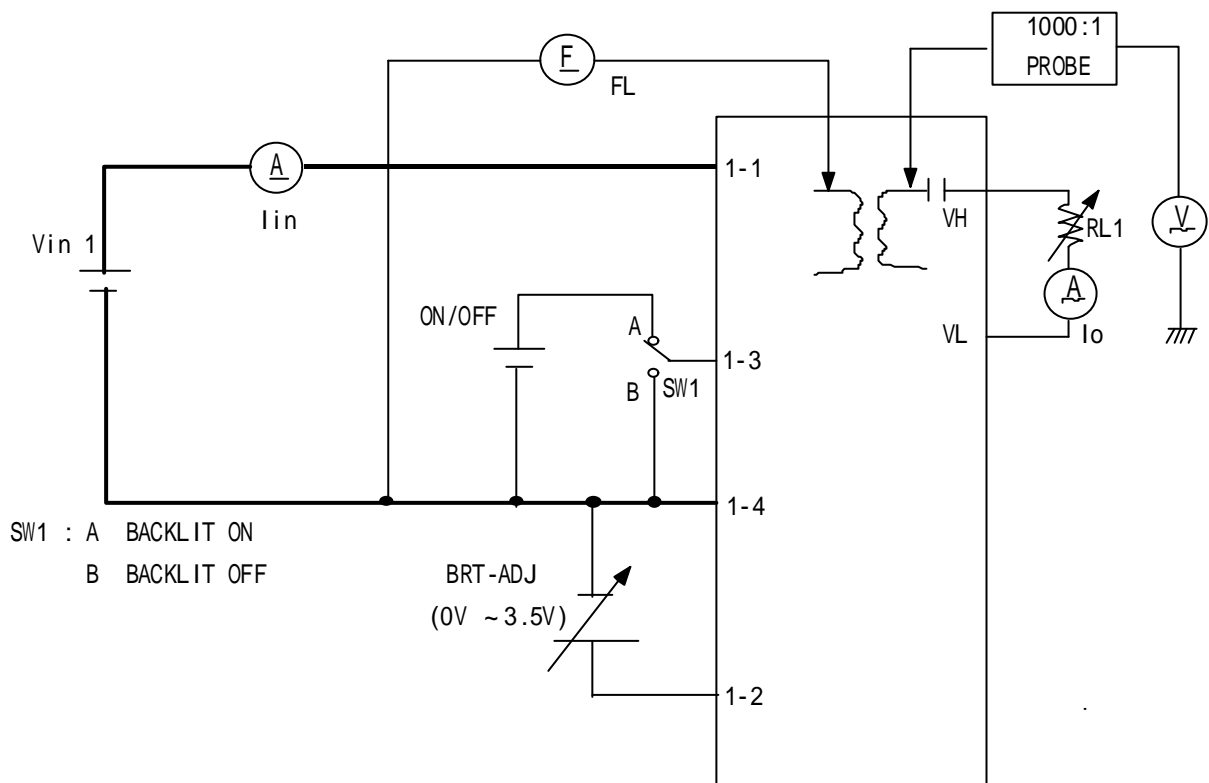 1000:1
PROBE
F
FL
A
Iin
1-1
VH
RL1
V
Vin 1
A
ON/OFF
A
VL
Io
1-3
B
SW1
1-4
SW1 : A BACKLIT ON
B BACKLIT OFF
BRT-ADJ
(0V ~3.5V)
1-2